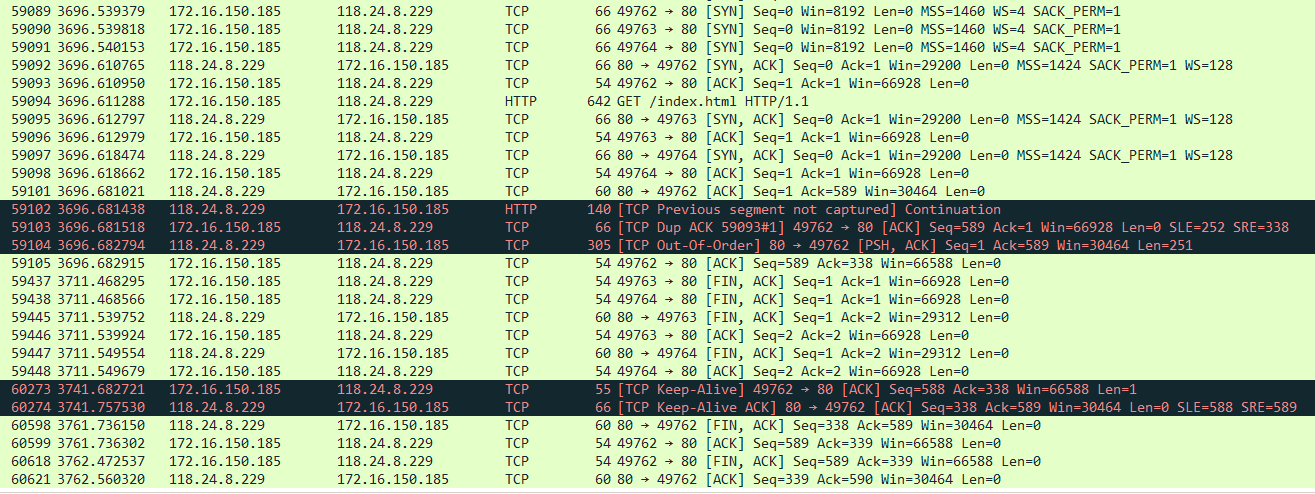 59089 3696.539379 172.16.150.185 118.24.8.229 TCP 66 49762 → 80 [SYN] Seq=0 Win=8192 Len=0 MSS=1460 WS=4 SACK_PERM=1
59090 3696.539818 172.16.150.185 118.24.8.229 TCP 66 49763 → 80 [SYN] Seq=0 Win=8192 Len=0 MSS=1460 WS=4 SACK_PERM=1
59091 3696.540153 172.16.150.185 118.24.8.229 TCP 66 49764 → 80 [SYN] Seq=0 Win=8192 Len=0 MSS=1460 WS=4 SACK_PERM=1
59092 3696.610765 118.24.8.229 172.16.150.185 TCP 66 80 → 49762 [SYN, ACK] Seq=0 Ack=1 Win=29200 Len=0 MSS=1424 SACK_PERM=1 WS=128
59093 3696.610950 172.16.150.185 118.24.8.229 TCP 54 49762 → 80 [ACK] Seq=1 Ack=1 Win=66928 Len=0
59094 3696.611288 172.16.150.185 118.24.8.229 HTTP 642 GET /index.html HTTP/1.1
59095 3696.612797 118.24.8.229 172.16.150.185 TCP 66 80 → 49763 [SYN, ACK] Seq=0 Ack=1 Win=29200 Len=0 MSS=1424 SACK_PERM=1 WS=128
59096 3696.612979 172.16.150.185 118.24.8.229 TCP 54 49763 → 80 [ACK] Seq=1 Ack=1 Win=66928 Len=0
59097 3696.618474 118.24.8.229 172.16.150.185 TCP 66 80 → 49764 [SYN, ACK] Seq=0 Ack=1 Win=29200 Len=0 MSS=1424 SACK_PERM=1 WS=128
59098 3696.618662 172.16.150.185 118.24.8.229 TCP 54 49764 → 80 [ACK] Seq=1 Ack=1 Win=66928 Len=0
59101 3696.681021 118.24.8.229 172.16.150.185 TCP 60 80 → 49762 [ACK] Seq=1 Ack=589 Win=30464 Len=0
59102 3696.681438 118.24.8.229 172.16.150.185 HTTP 140 [TCP Previous segment not captured] Continuation
59103 3696.681518 172.16.150.185 118.24.8.229 TCP 66 [TCP Dup ACK 59093#1] 49762 → 80 [ACK] Seq=589 Ack=1 Win=66928 Len=0 SLE=252 SRE=338
59104 3696.682794 118.24.8.229 172.16.150.185 TCP 305 [TCP Out-Of-Order] 80 → 49762 [PSH, ACK] Seq=1 Ack=589 Win=30464 Len=251
59105 3696.682915 172.16.150.185 118.24.8.229 TCP 54 49762 → 80 [ACK] Seq=589 Ack=338 Win=66588 Len=0
59437 3711.468295 172.16.150.185 118.24.8.229 TCP 54 49763 → 80 [FIN, ACK] Seq=1 Ack=1 Win=66928 Len=0
59438 3711.468566 172.16.150.185 118.24.8.229 TCP 54 49764 → 80 [FIN, ACK] Seq=1 Ack=1 Win=66928 Len=0
59445 3711.539752 118.24.8.229 172.16.150.185 TCP 60 80 → 49763 [FIN, ACK] Seq=1 Ack=2 Win=29312 Len=0
59446 3711.539924 172.16.150.185 118.24.8.229 TCP 54 49763 → 80 [ACK] Seq=2 Ack=2 Win=66928 Len=0
59447 3711.549554 118.24.8.229 172.16.150.185 TCP 60 80 → 49764 [FIN, ACK] Seq=1 Ack=2 Win=29312 Len=0
59448 3711.549679 172.16.150.185 118.24.8.229 TCP 54 49764 → 80 [ACK] Seq=2 Ack=2 Win=66928 Len=0
60273 3741.682721 172.16.150.185 118.24.8.229 TCP 55 [TCP Keep-Alive] 49762 → 80 [ACK] Seq=588 Ack=338 Win=66588 Len=1
60274 3741.757530 118.24.8.229 172.16.150.185 TCP 66 [TCP Keep-Alive ACK] 80 → 49762 [ACK] Seq=338 Ack=589 Win=30464 Len=0 SLE=588 SRE=589
60598 3761.736150 118.24.8.229 172.16.150.185 TCP 60 80 → 49762 [FIN, ACK] Seq=338 Ack=589 Win=30464 Len=0
60599 3761.736302 172.16.150.185 118.24.8.229 TCP 54 49762 → 80 [ACK] Seq=589 Ack=339 Win=66588 Len=0
60618 3762.472537 172.16.150.185 118.24.8.229 TCP 54 49762 → 80 [FIN, ACK] Seq=589 Ack=339 Win=66588 Len=0
60621 3762.560320 118.24.8.229 172.16.150.185 TCP 60 80 → 49762 [ACK] Seq=339 Ack=590 Win=30464 Len=0